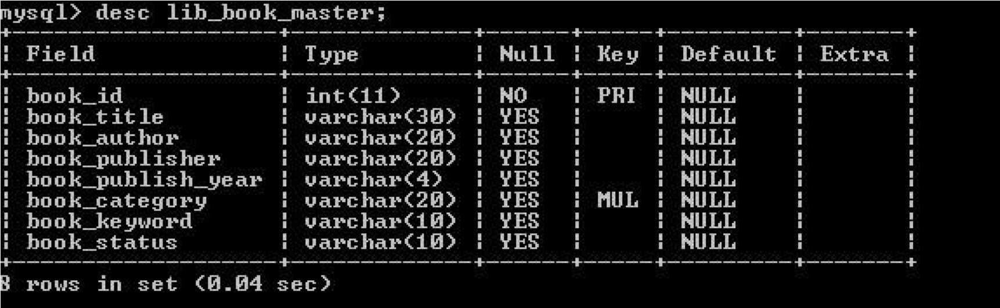 mysql> desc lib_book_master;
+-------------------+-------------+------+-----+---------+-------+
| Field             | Type        | Null | Key | Default | Extra |
+-------------------+-------------+------+-----+---------+-------+
| book_id           | int(11)     | NO   | PRI | NULL    |       |
| book_title        | varchar(30) | YES  |     | NULL    |       |
| book_author       | varchar(20) | YES  |     | NULL    |       |
| book_publisher    | varchar(20) | YES  |     | NULL    |       |
| book_publish_year | varchar(4)  | YES  |     | NULL    |       |
| book_category     | varchar(20) | YES  | MUL | NULL    |       |
| book_keyword      | varchar(10) | YES  |     | NULL    |       |
| book_status       | varchar(10) | YES  |     | NULL    |       |
+-------------------+-------------+------+-----+---------+-------+
8 rows in set (0.04 sec)